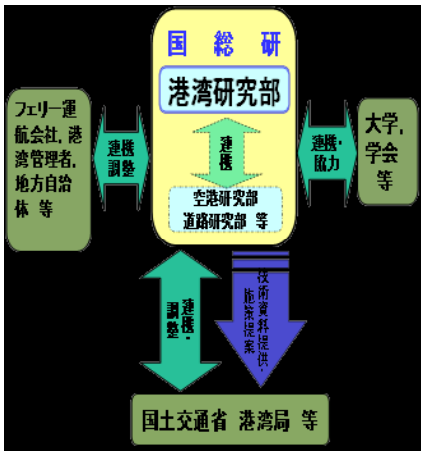 国 総 研
港湾研究部
フェリー運
航会社，港
湾管理者，
地方自治
体 等
連携
調整
連携
連携・
協力
大学，
学会
等
空港研究部
道路研究部 等
連携・
調整
技術資料提供・
施策提案
国土交通省 港湾局 等